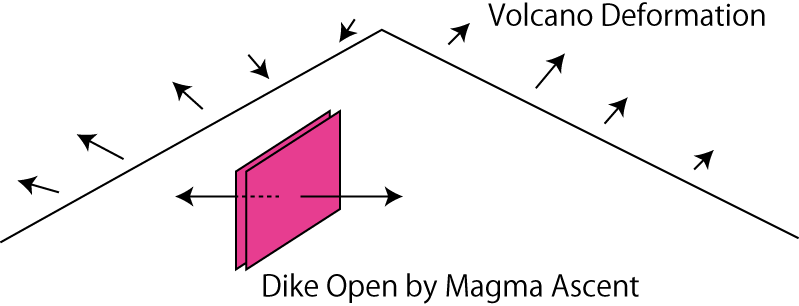 Volcano Deformation
Dike Open by Magma Ascent